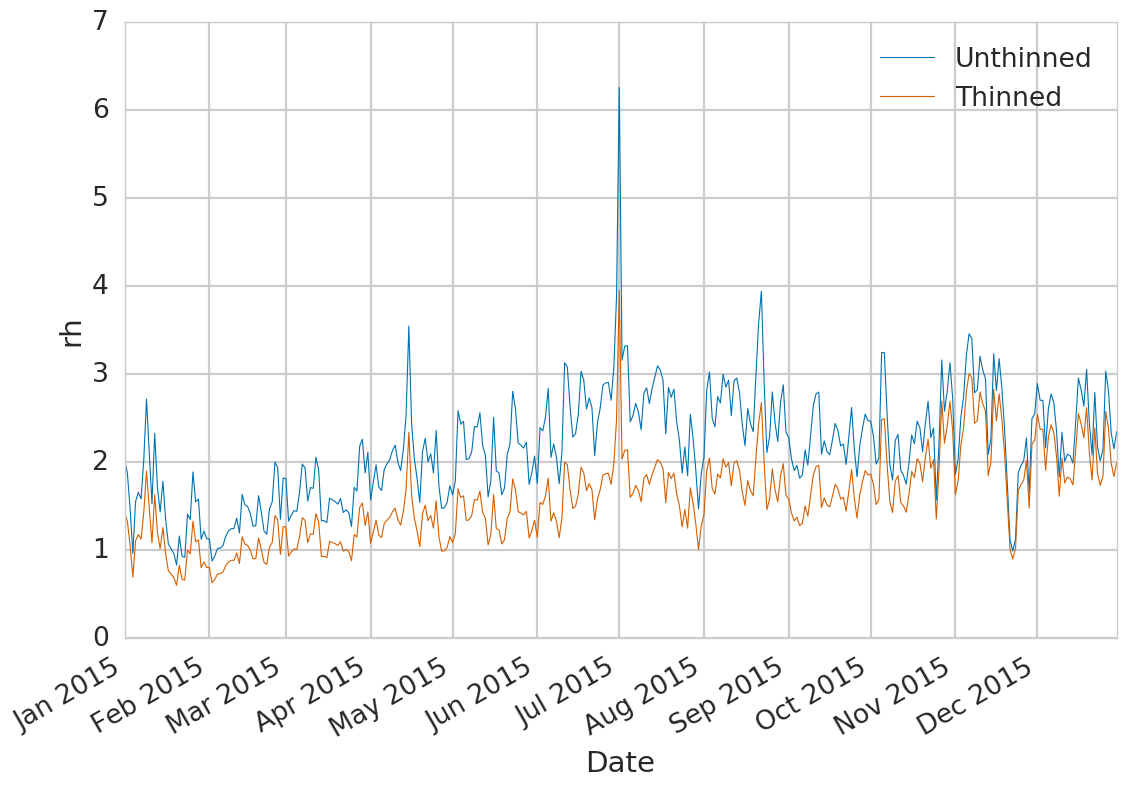 7
6
5
4
3
2
1
0
rh
Unthinned
Thinned
Jan 2015
Feb 2015
Mar 2015
Apr 2015
May 2015
Jun 2015
Jul 2015
Aug 2015
Sep 2015
Oct 2015
Nov 2015
Dec 2015
Date